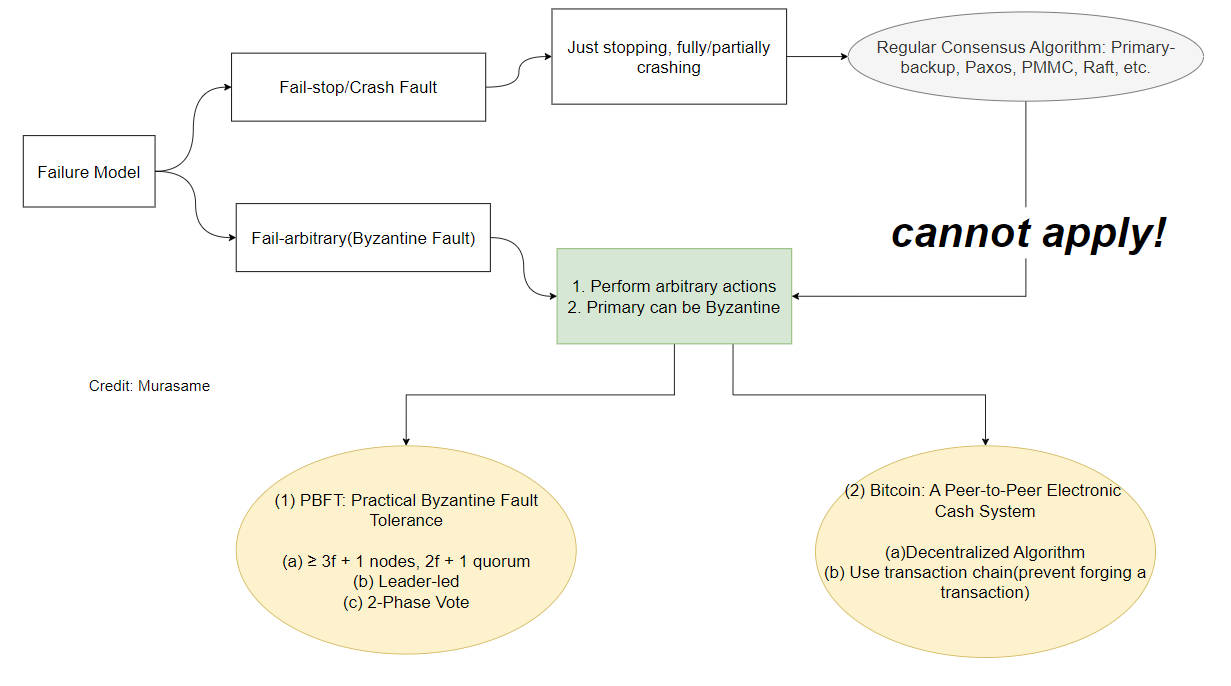 Just stopping, fully/partially
crashing
Regular Consensus Algorithm: Primary-
backup, Paxos, PMMC, Raft, etc.
Fail-stop/Crash Fault
Failure Model
Fail-arbitrary(Byzantine Fault)
cannot apply!
1. Perform arbitrary actions
2. Primary can be Byzantine
Credit: Murasame
(1) PBFT: Practical Byzantine Fault
Tolerance
(a) ≥ 3f + 1 nodes, 2f + 1 quorum
(b) Leader-led
(c) 2-Phase Vote
(2) Bitcoin: A Peer-to-Peer Electronic
Cash System
(a)Decentralized Algorithm
(b) Use transaction chain(prevent forging a
transaction)